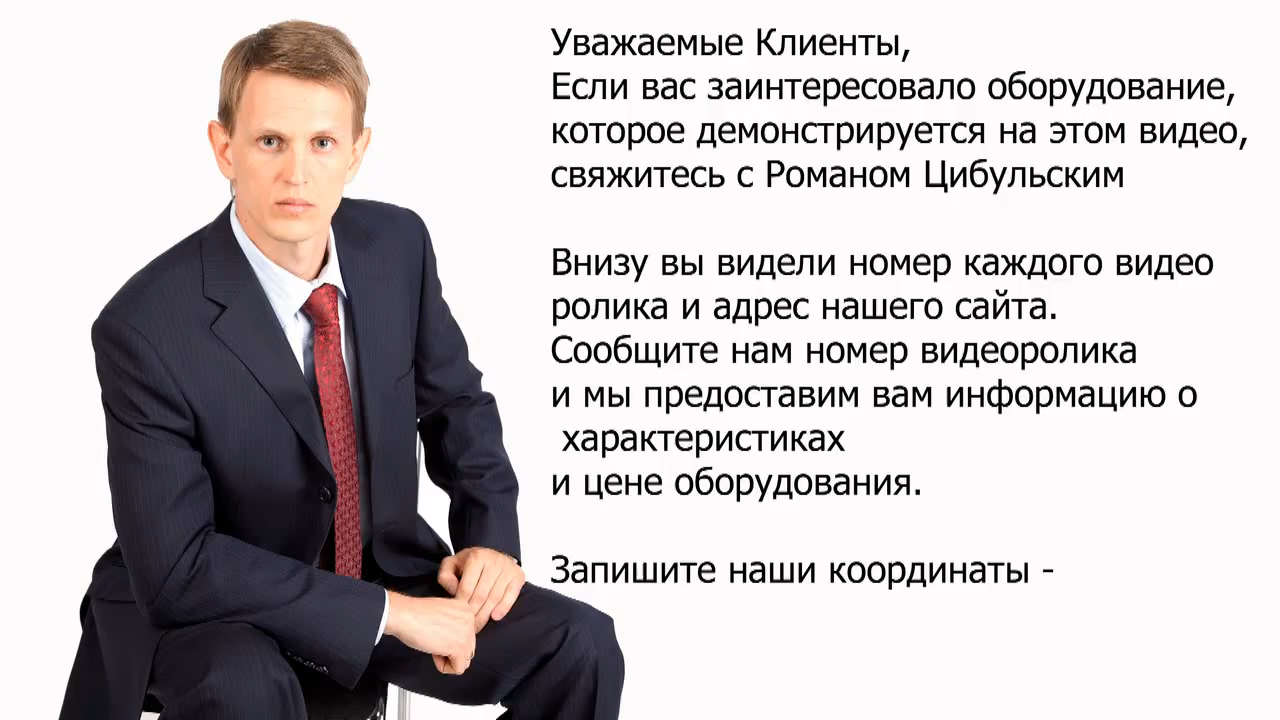 Уважаемые Клиенты,
Если вас заинтересовало оборудование,
которое демонстрируется на этом видео,
свяжитесь с Романом Цибульским
Внизу вы видели номер каждого видео
ролика и адрес нашего сайта.
Сообщите нам номер видеоролика
и мы предоставим вам информацию о
характеристиках
и цене оборудования.
Запишите наши координаты -